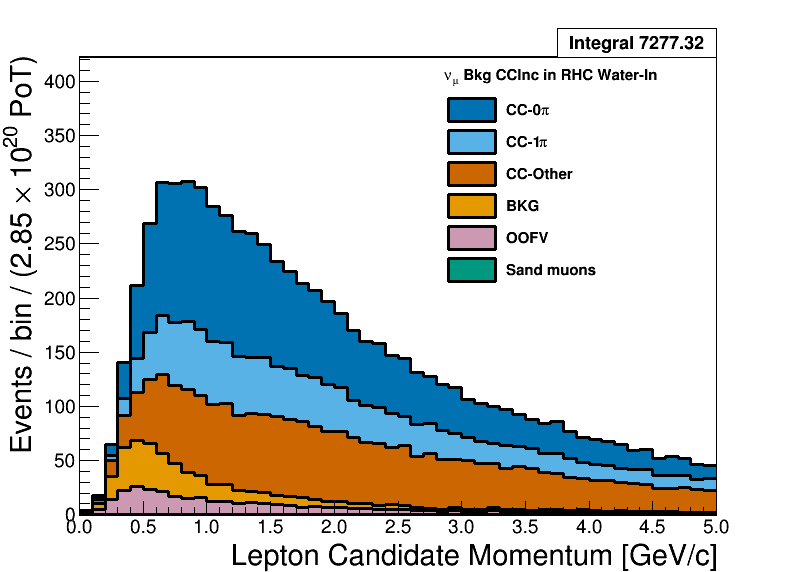 Integral 7277.32
ν_μ Bkg CCInc in RHC Water-In
CC-0π
CC-1π
CC-Other
BKG
OOFV
Sand muons
Events / bin / (2.85 × 10^20 PoT)
400
350
300
250
200
150
100
50
0
0.0 0.5 1.0 1.5 2.0 2.5 3.0 3.5 4.0 4.5 5.0
Lepton Candidate Momentum [GeV/c]